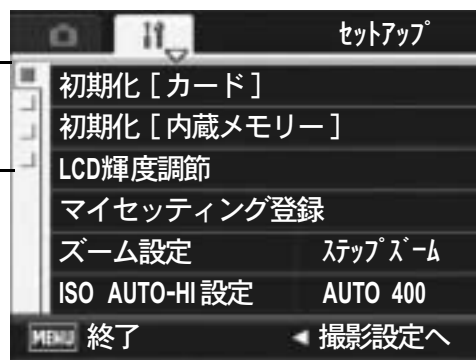 セットアップ
初期化 [ カード ]
初期化 [ 内蔵メモリー ]
LCD輝度調節
マイセッティング登録
ズーム設定 ステップズーム
ISO AUTO-HI 設定 AUTO 400
MENU 終了 ◀ 撮影設定へ